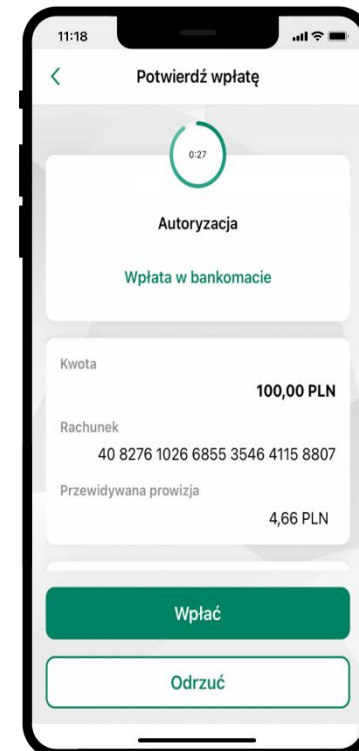 11:18
Potwierdź wpłatę
0:27
Autoryzacja
Wpłata w bankomacie
Kwota
100,00 PLN
Rachunek
40 8276 1026 6855 3546 4115 8807
Przewidywana prowizja
4,66 PLN
Wpłać
Odrzuć